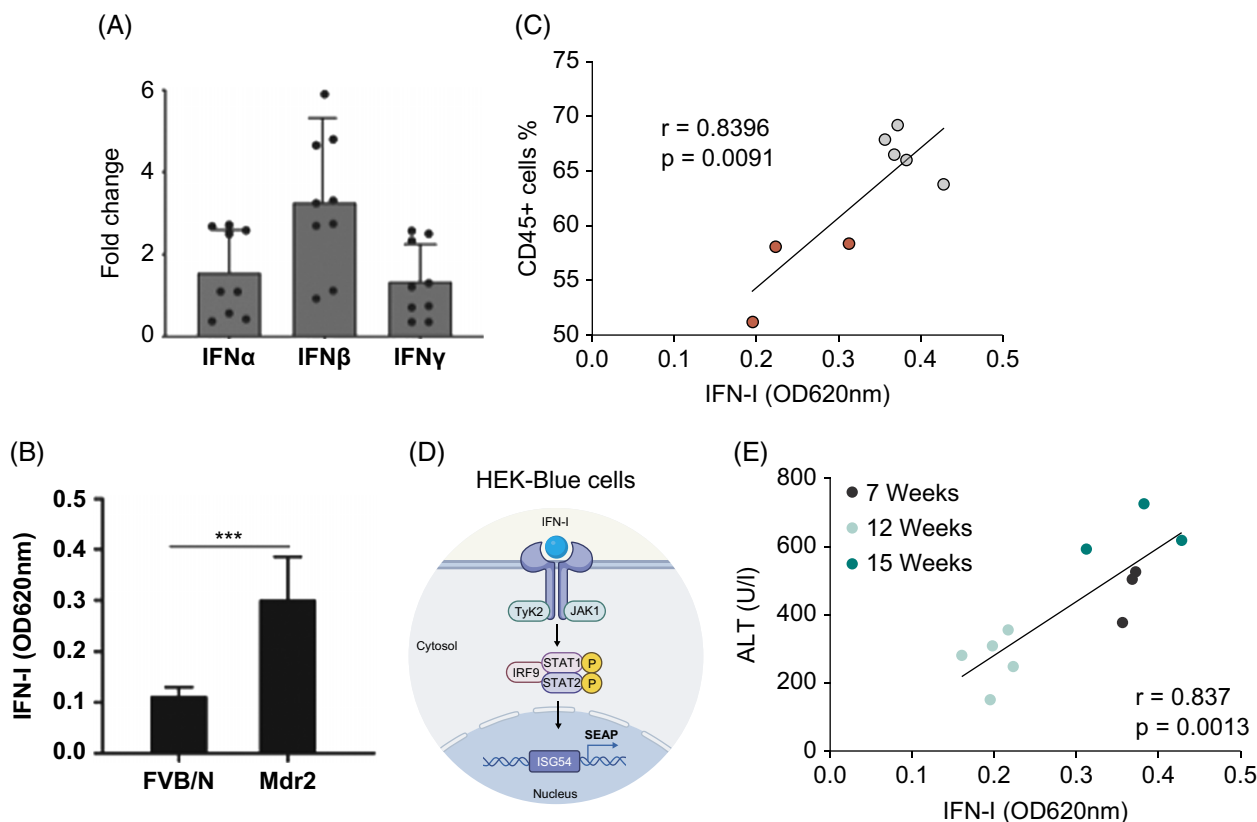 (A)
6
4
2
0
Fold change
IFNα IFNβ IFNγ
(B)
0.5
0.4
0.3
0.2
0.1
0.0
IFN-I (OD620nm)
***
FVB/N Mdr2
(C)
75
70
65
60
55
50
CD45+ cells %
r = 0.8396
p = 0.0091
0.0 0.1 0.2 0.3 0.4 0.5
IFN-I (OD620nm)
(D)
HEK-Blue cells
IFN-I
TyK2 JAK1
Cytosol
STAT1 P
IRF9
STAT2 P
SEAP
ISG54
Nucleus
(E)
800
600
400
200
0
ALT (U/I)
7 Weeks
12 Weeks
15 Weeks
r = 0.837
p = 0.0013
0.0 0.1 0.2 0.3 0.4 0.5
IFN-I (OD620nm)